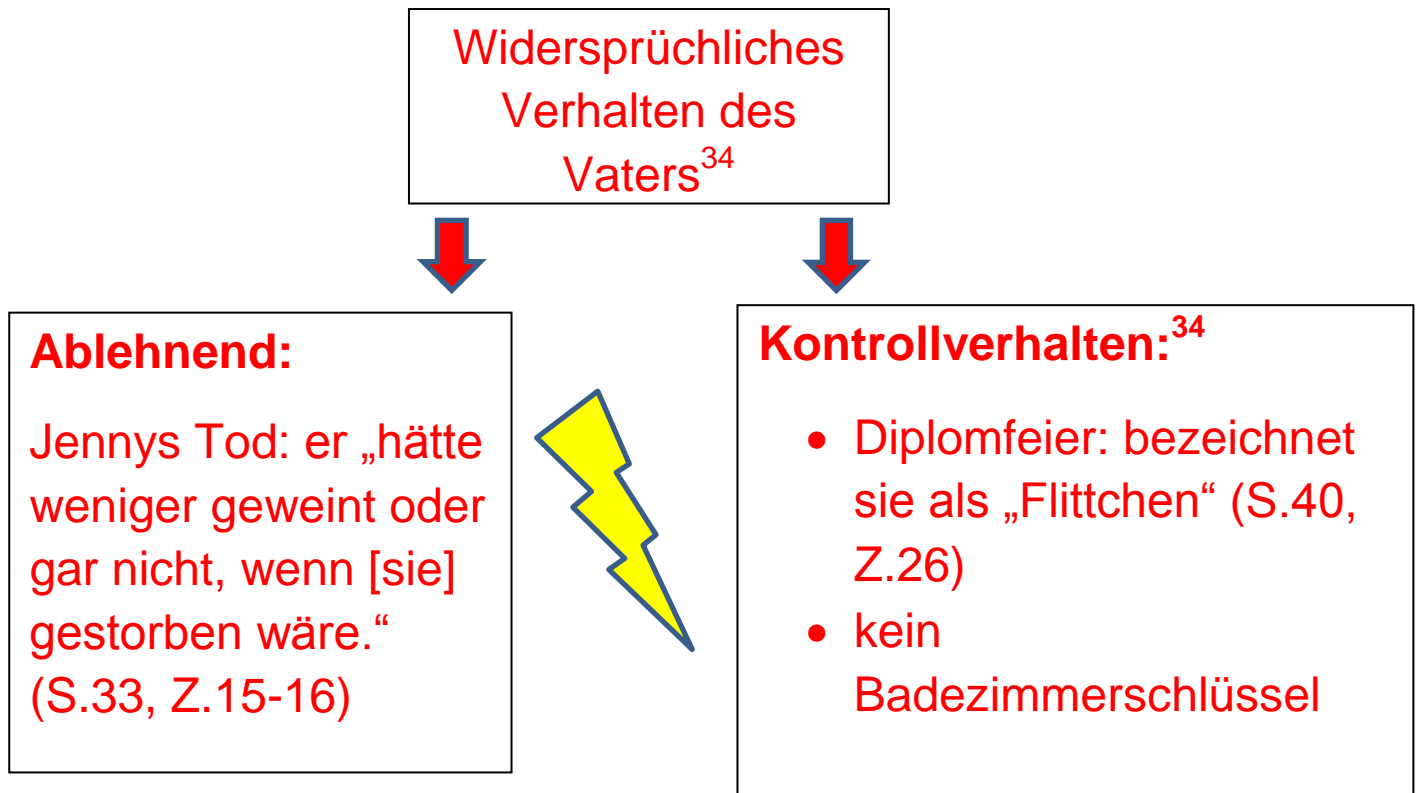 Widersprüchliches
Verhalten des
Vaters³⁴
Ablehnend:
Jennys Tod: er „hätte
weniger geweint oder
gar nicht, wenn [sie]
gestorben wäre.“
(S.33, Z.15-16)
Kontrollverhalten:³⁴
• Diplomfeier: bezeichnet
sie als „Flittchen“ (S.40,
Z.26)
• kein
Badezimmerschlüssel